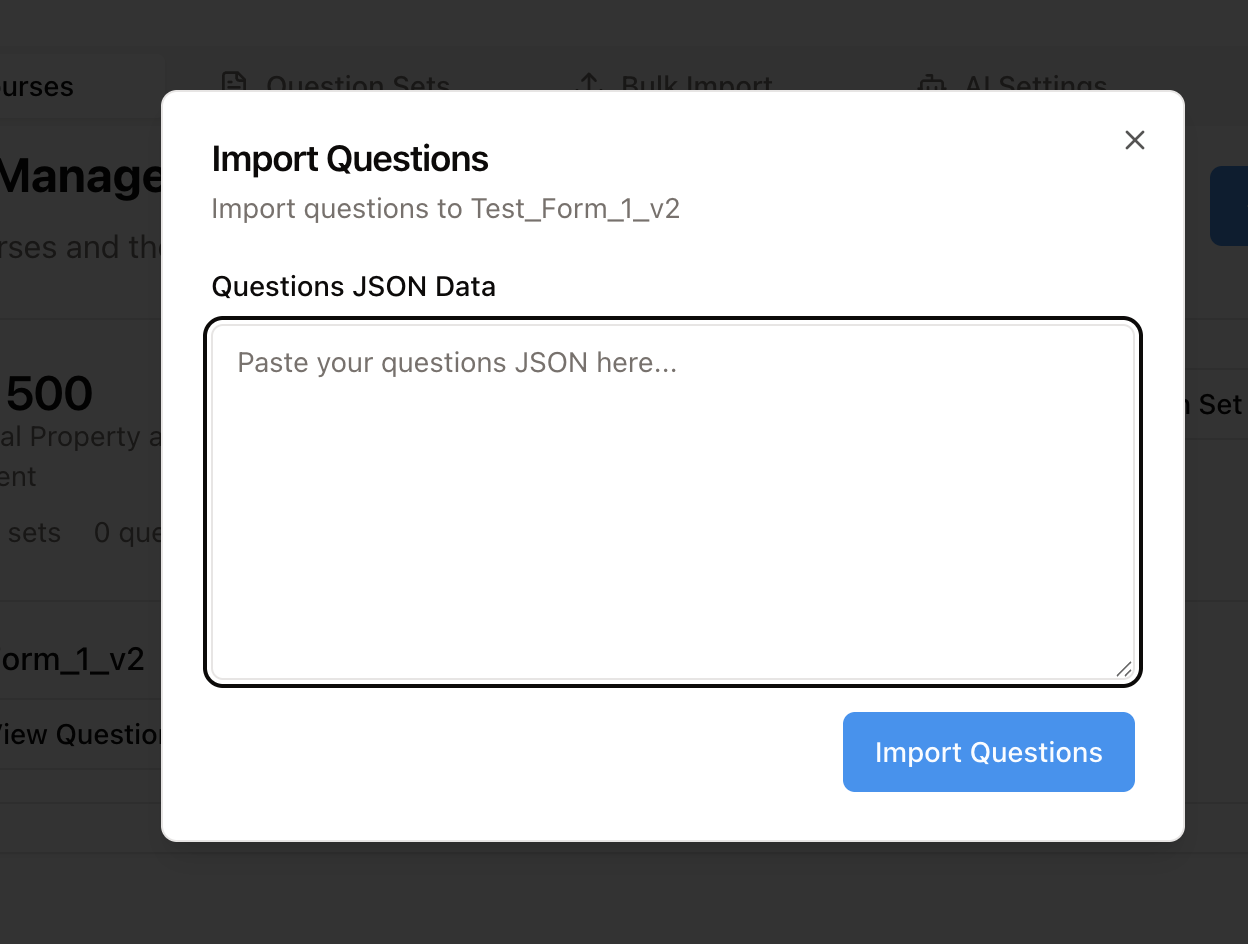 urses
Question Sets
Bulk Import
AI Settings
Import Questions
Import questions to Test_Form_1_v2
Manage
rses and the
Questions JSON Data
Paste your questions JSON here...
500
al Property a
ent
n Set
sets
0 que
orm_1_v2
View Question
Import Questions